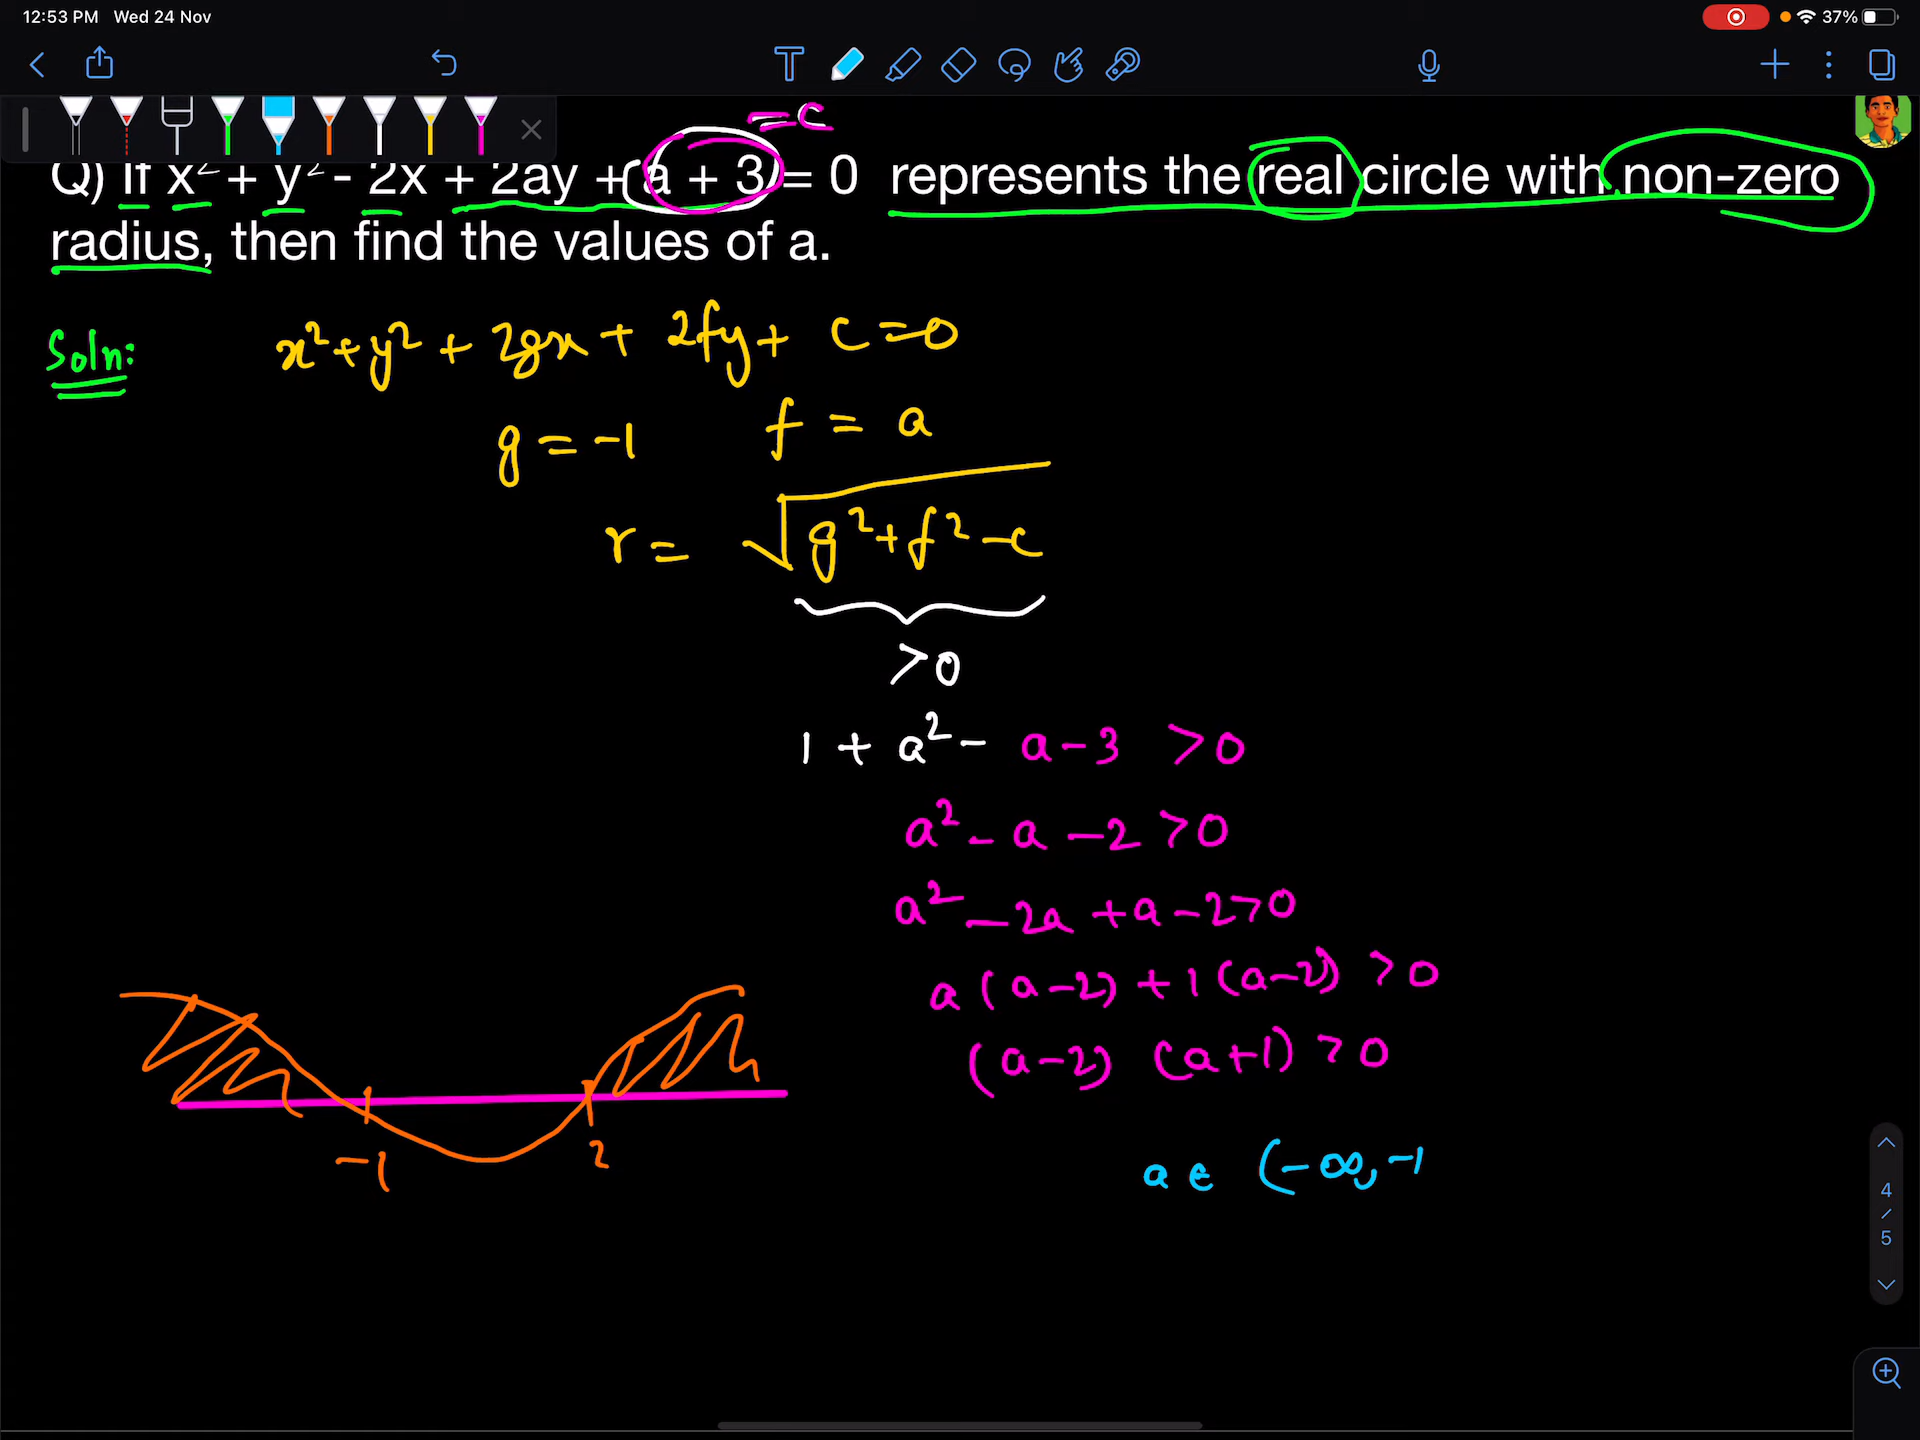 12:53 PM Wed 24 Nov
37%
= c
Q) If x² + y² - 2x + 2ay + (a + 3) = 0 represents the real circle with non-zero
radius, then find the values of a.
Soln:
x² + y² + 2gx + 2fy + c = 0
g = -1 f = a
r = √g² + f² - c
> 0
1 + a² - a - 3 > 0
a² - a - 2 > 0
a² - 2a + a - 2 > 0
a (a-2) + 1 (a-2) > 0
(a-2) (a+1) > 0
-1 2
a ∈ (-∞, -1
4
/
5